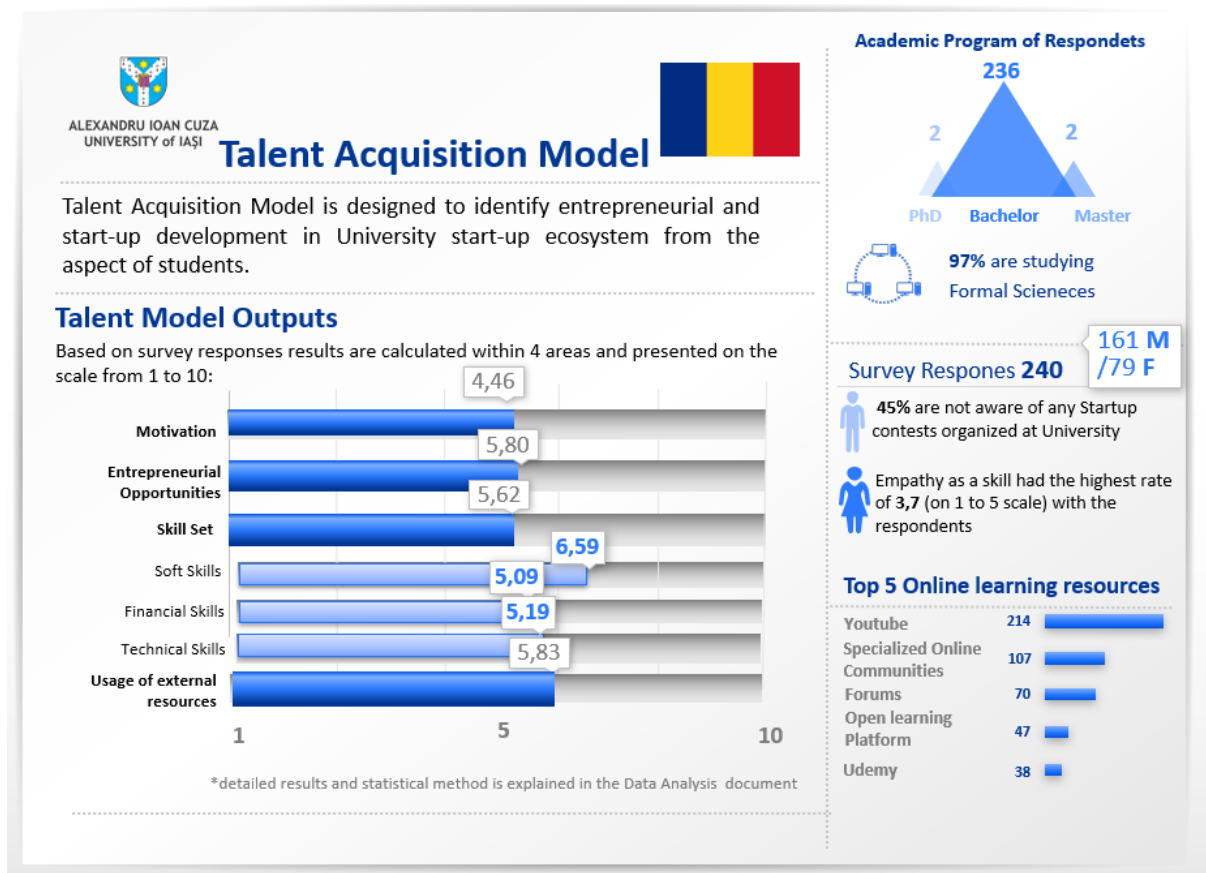 ALEXANDRU IOAN CUZA
UNIVERSITY of IAȘI
Talent Acquisition Model
Talent Acquisition Model is designed to identify entrepreneurial and
start-up development in University start-up ecosystem from the
aspect of students.
Talent Model Outputs
Based on survey responses results are calculated within 4 areas and presented on the
scale from 1 to 10:
4,46
Motivation
5,80
Entrepreneurial
Opportunities
5,62
Skill Set
6,59
Soft Skills
5,09
Financial Skills
5,19
Technical Skills
5,83
Usage of external
resources
1
5
10
*detailed results and statistical method is explained in the Data Analysis document
Academic Program of Respondets
236
2
2
PhD
Bachelor
Master
97% are studying
Formal Scieneces
161 M
/79 F
Survey Respones 240
45% are not aware of any Startup
contests organized at University
Empathy as a skill had the highest rate
of 3,7 (on 1 to 5 scale) with the
respondents
Top 5 Online learning resources
Youtube 214
Specialized Online
Communities 107
Forums 70
Open learning
Platform 47
Udemy 38